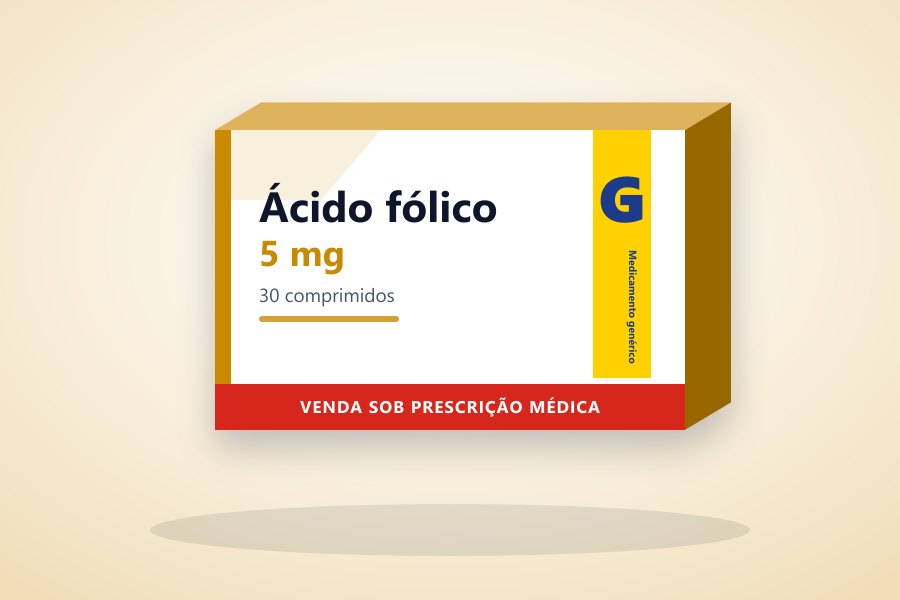 Ácido fólico
5 mg
30 comprimidos
G
Medicamento genérico
VENDA SOB PRESCRIÇÃO MÉDICA